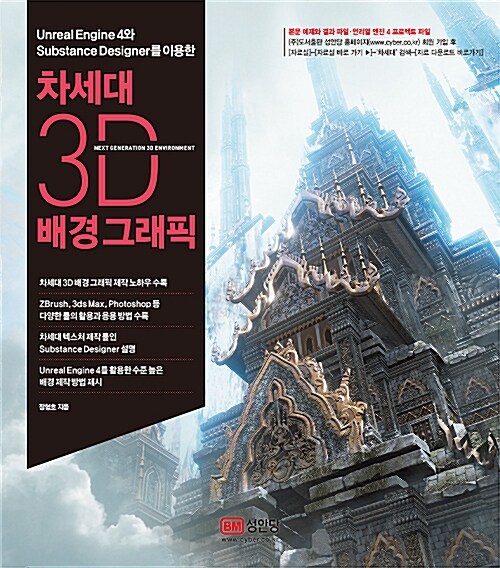 Unreal Engine 4와
Substance Designer를 이용한
차세대
3D
NEXT GENERATION 3D ENVIRONMENT
배경 그래픽
차세대 3D 배경 그래픽 제작 노하우 수록
ZBrush, 3ds Max, Photoshop 등
다양한 툴의 활용과 응용 방법 수록
차세대 텍스처 제작 툴인
Substance Designer 설명
Unreal Engine 4를 활용한 수준 높은
배경 제작 방법 제시
장형호 지음
본문 예제와 결과 파일·언리얼 엔진 4 프로젝트 파일
(주)도서출판 성안당 홈페이지(www.cyber.co.kr) 회원 가입 후
[자료실]–[자료실 바로 가기 ▶]–'차세대' 검색–[자료 다운로드 바로가기]
BM 성안당
www.cyber.co.kr